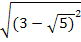 √((3 − √5)²)